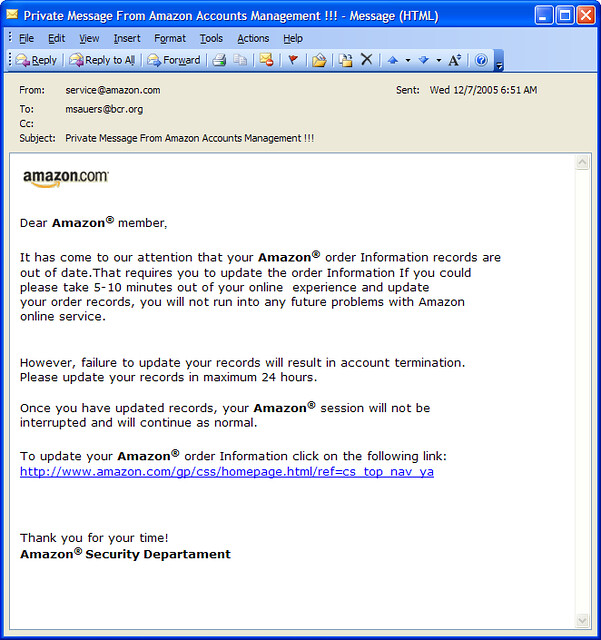 Private Message From Amazon Accounts Management !!! - Message (HTML)
File Edit View Insert Format Tools Actions Help
Reply Reply to All Forward
From: service@amazon.com Sent: Wed 12/7/2005 6:51 AM
To: msauers@bcr.org
Cc:
Subject: Private Message From Amazon Accounts Management !!!
amazon.com
Dear Amazon® member,
It has come to our attention that your Amazon® order Information records are
out of date.That requires you to update the order Information If you could
please take 5-10 minutes out of your online experience and update
your order records, you will not run into any future problems with Amazon
online service.
However, failure to update your records will result in account termination.
Please update your records in maximum 24 hours.
Once you have updated records, your Amazon® session will not be
interrupted and will continue as normal.
To update your Amazon® order Information click on the following link:
http://www.amazon.com/gp/css/homepage.html/ref=cs_top_nav_ya
Thank you for your time!
Amazon® Security Departament